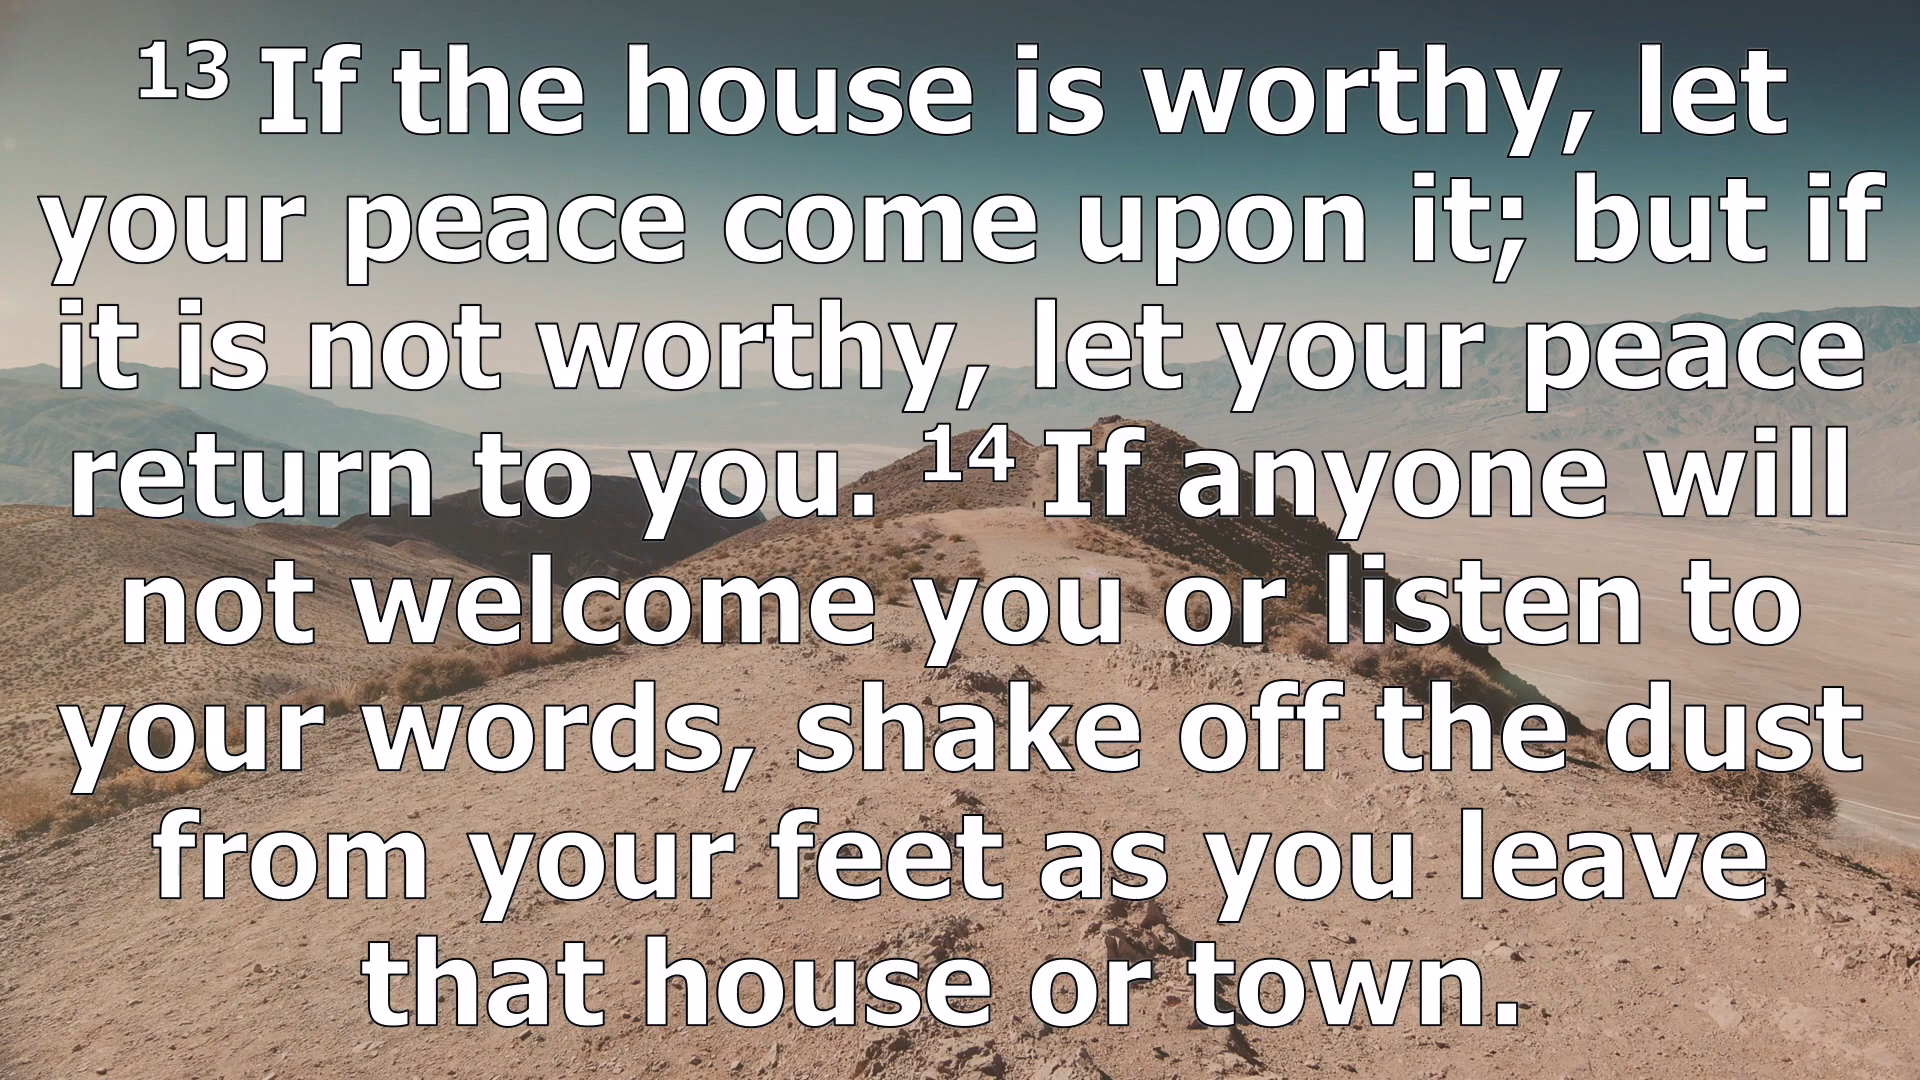 13 If the house is worthy, let
your peace come upon it; but if
it is not worthy, let your peace
return to you. 14 If anyone will
not welcome you or listen to
your words, shake off the dust
from your feet as you leave
that house or town.